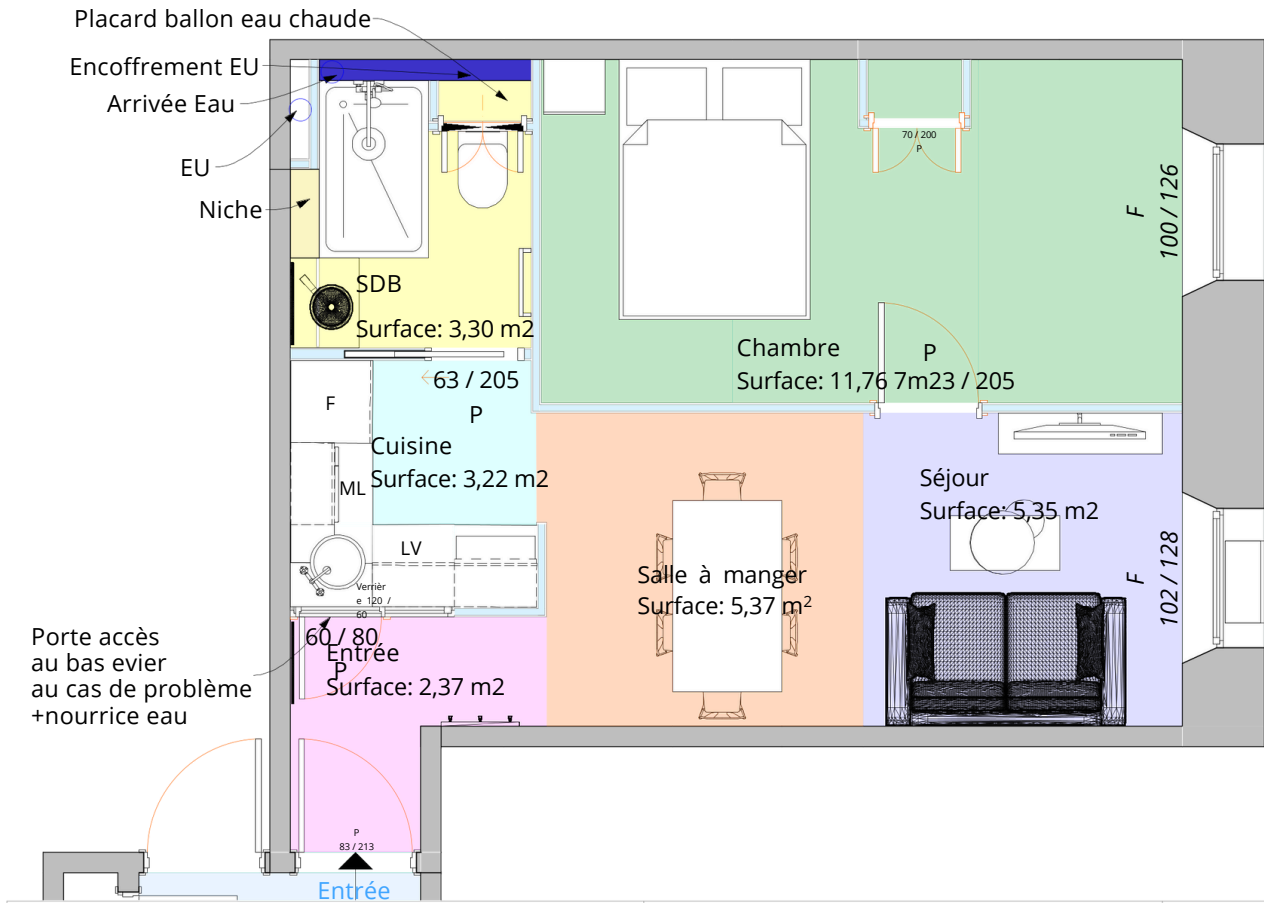 Placard ballon eau chaude
Encoffrement EU
Arrivée Eau
EU
Niche
70 / 200
P
F
100 / 126
SDB
Surface: 3,30 m2
63 / 205
P
Chambre
Surface: 11,76 7m23 / 205
P
F
Cuisine
Surface: 3,22 m2
ML
LV
Séjour
Surface: 5,35 m2
F
102 / 128
Salle à manger
Surface: 5,37 m²
Verrièr
e 120 /
60
60 / 80
P
Entrée
Surface: 2,37 m2
Porte accès
au bas evier
au cas de problème
+nourrice eau
P
83 / 213
Entrée